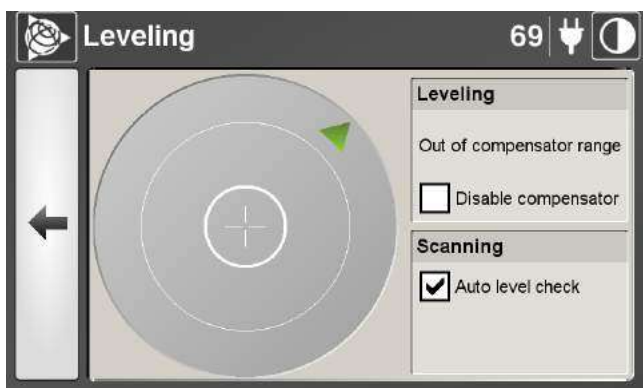 Leveling
69
Leveling
Out of compensator range
Disable compensator
Scanning
Auto level check